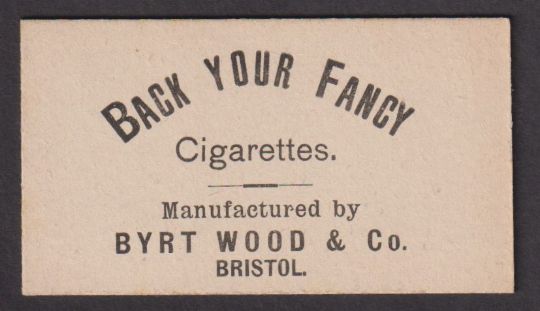 BACK YOUR FANCY
Cigarettes.
Manufactured by
BYRT WOOD & Co.
BRISTOL.